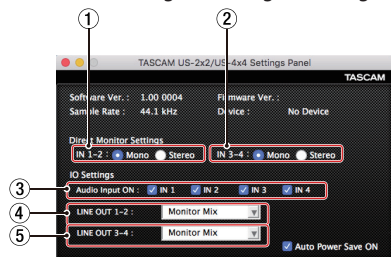 ① ②
TASCAM US-2x2/US-4x4 Settings Panel
TASCAM
Software Ver. : 1.00 0004 Firmware Ver. :
Sample Rate : 44.1 kHz Device : No Device
Direct Monitor Settings
IN 1-2 : Mono Stereo IN 3-4 : Mono Stereo
IO Settings
③ Audio Input ON : IN 1 IN 2 IN 3 IN 4
④ LINE OUT 1-2 : Monitor Mix
⑤ LINE OUT 3-4 : Monitor Mix
Auto Power Save ON